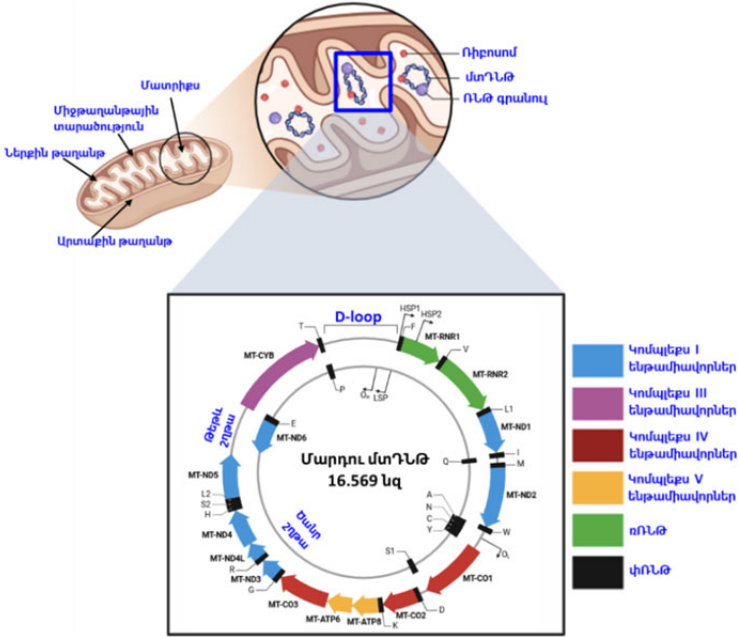 Ռիբոսոմ
մտԴՆԹ
ՌՆԹ գրանուլ
Մատրիքս
Միջթաղանթային
տարածություն
Ներքին թաղանթ
Արտաքին թաղանթ
D-loop
HSP1
HSP2
T
F
MT-RNR1
V
MT-CYB
MT-RNR2
P
O
LSP
L1
MT-ND1
E
MT-ND6
Թեթև
շղթա
I
M
Q
Մարդու մտԴՆԹ
16.569 նզ
MT-ND5
MT-ND2
L2
S2
H
A
N
C
Y
W
O
MT-ND4
Ծանր
շղթա
S1
MT-ND4L
R
MT-ND3
G
MT-CO1
MT-CO3
D
MT-CO2
K
MT-ATP6
MT-ATP8
Կոմպլեքս I
ենթամիավորներ
Կոմպլեքս III
ենթամիավորներ
Կոմպլեքս IV
ենթամիավորներ
Կոմպլեքս V
ենթամիավորներ
ռՌՆԹ
փՌՆԹ